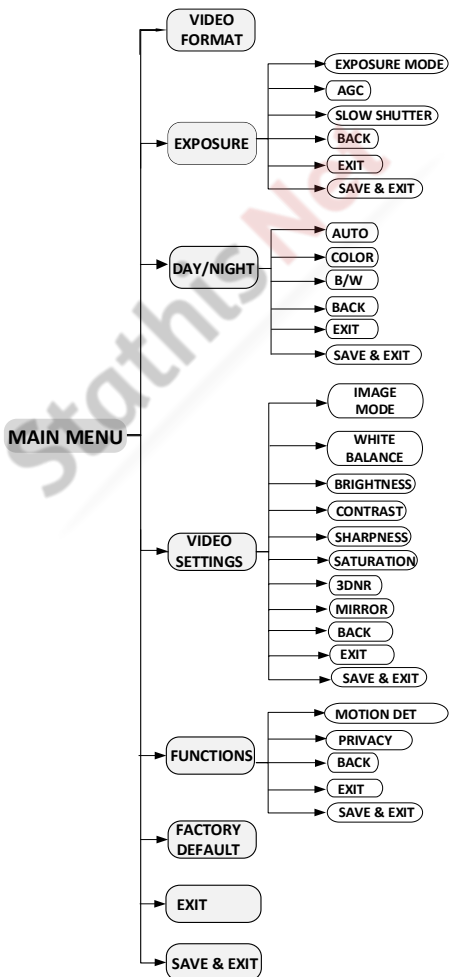 VIDEO
FORMAT
EXPOSURE
EXPOSURE MODE
AGC
SLOW SHUTTER
BACK
EXIT
SAVE & EXIT
DAY/NIGHT
AUTO
COLOR
B/W
BACK
EXIT
SAVE & EXIT
MAIN MENU
VIDEO
SETTINGS
IMAGE
MODE
WHITE
BALANCE
BRIGHTNESS
CONTRAST
SHARPNESS
SATURATION
3DNR
MIRROR
BACK
EXIT
SAVE & EXIT
FUNCTIONS
MOTION DET
PRIVACY
BACK
EXIT
SAVE & EXIT
FACTORY
DEFAULT
EXIT
SAVE & EXIT
StathisNet